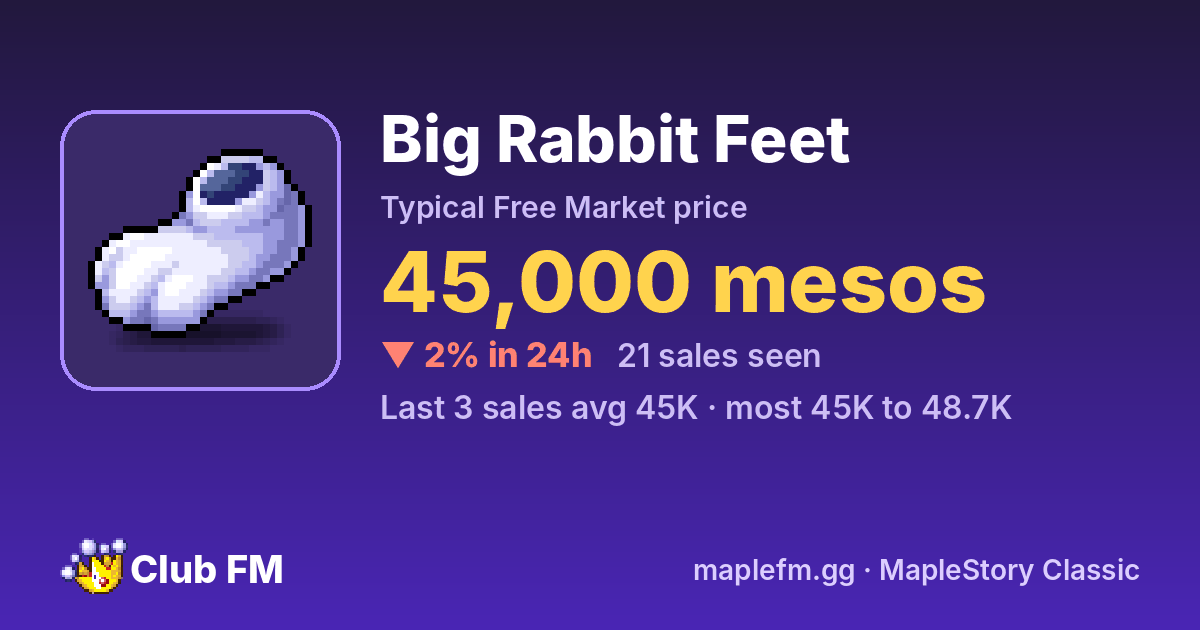 Big Rabbit Feet
Typical Free Market price
45,000 mesos
▼ 2% in 24h 21 sales seen
Last 3 sales avg 45K · most 45K to 48.7K
Club FM
maplefm.gg · MapleStory Classic